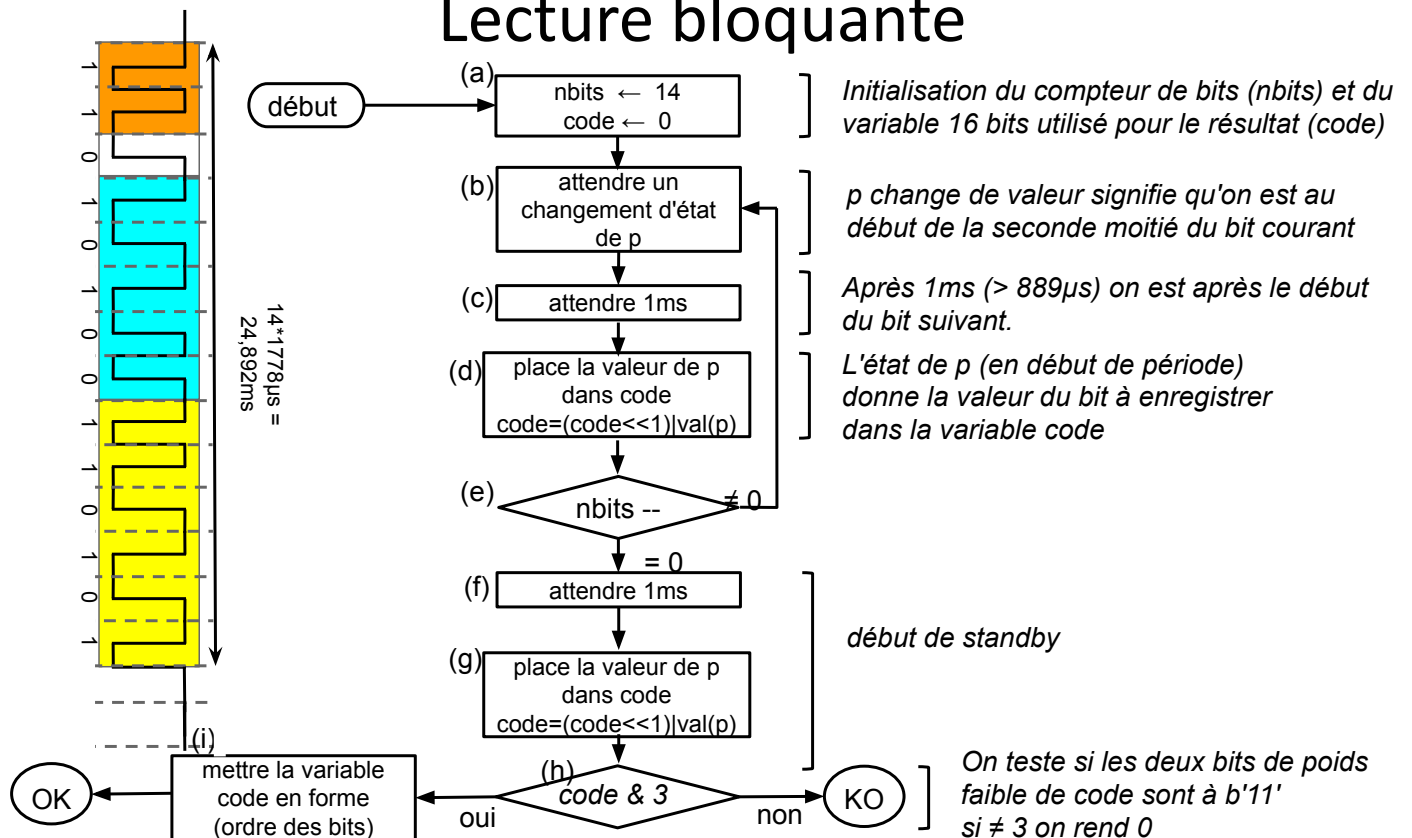 Lecture bloquante
1
1
0
1
0
1
0
0
1
1
0
1
0
1
14*1778µs =
24,892ms
début
(a)
nbits ← 14
code ← 0
Initialisation du compteur de bits (nbits) et du
variable 16 bits utilisé pour le résultat (code)
(b)
attendre un
changement d'état
de p
p change de valeur signifie qu'on est au
début de la seconde moitié du bit courant
(c)
attendre 1ms
Après 1ms (> 889µs) on est après le début
du bit suivant.
(d)
place la valeur de p
dans code
code=(code<<1)|val(p)
L'état de p (en début de période)
donne la valeur du bit à enregistrer
dans la variable code
(e)
nbits --
≠ 0
= 0
(f)
attendre 1ms
début de standby
(g)
place la valeur de p
dans code
code=(code<<1)|val(p)
(h)
code & 3
oui
non
KO
On teste si les deux bits de poids
faible de code sont à b'11'
si ≠ 3 on rend 0
(i)
mettre la variable
code en forme
(ordre des bits)
OK